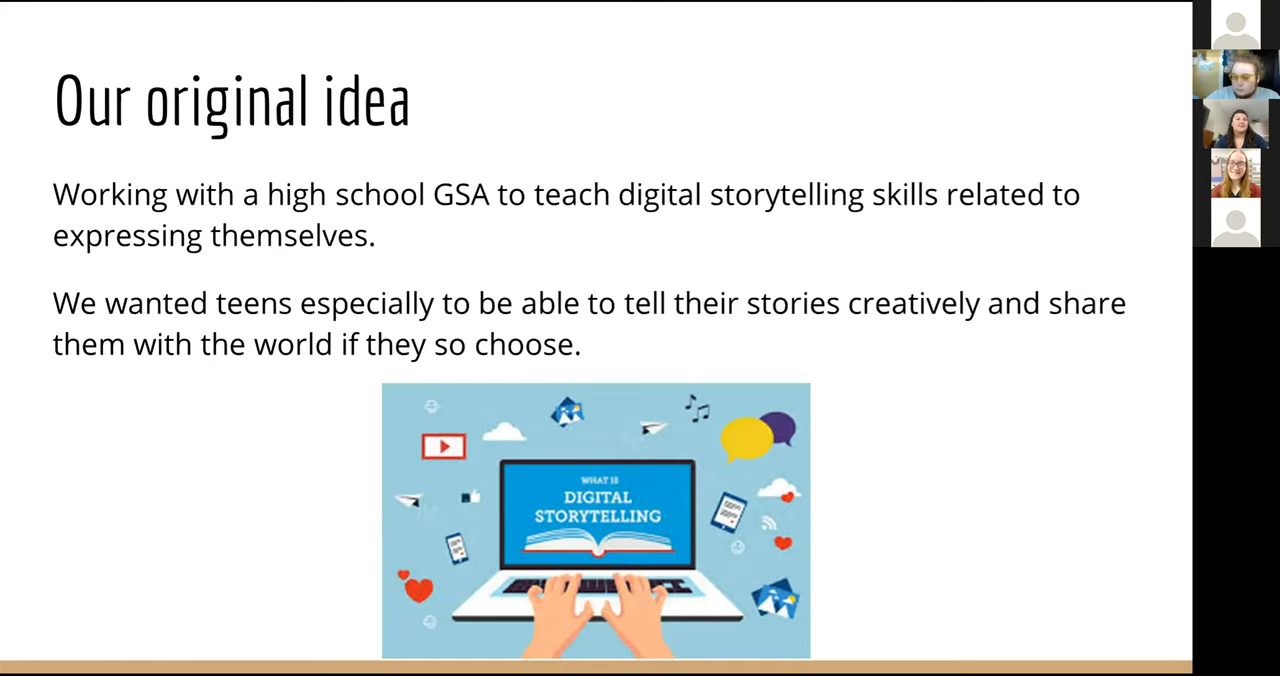 Our original idea
Working with a high school GSA to teach digital storytelling skills related to
expressing themselves.
We wanted teens especially to be able to tell their stories creatively and share
them with the world if they so choose.
WHAT IS
DIGITAL
STORYTELLING